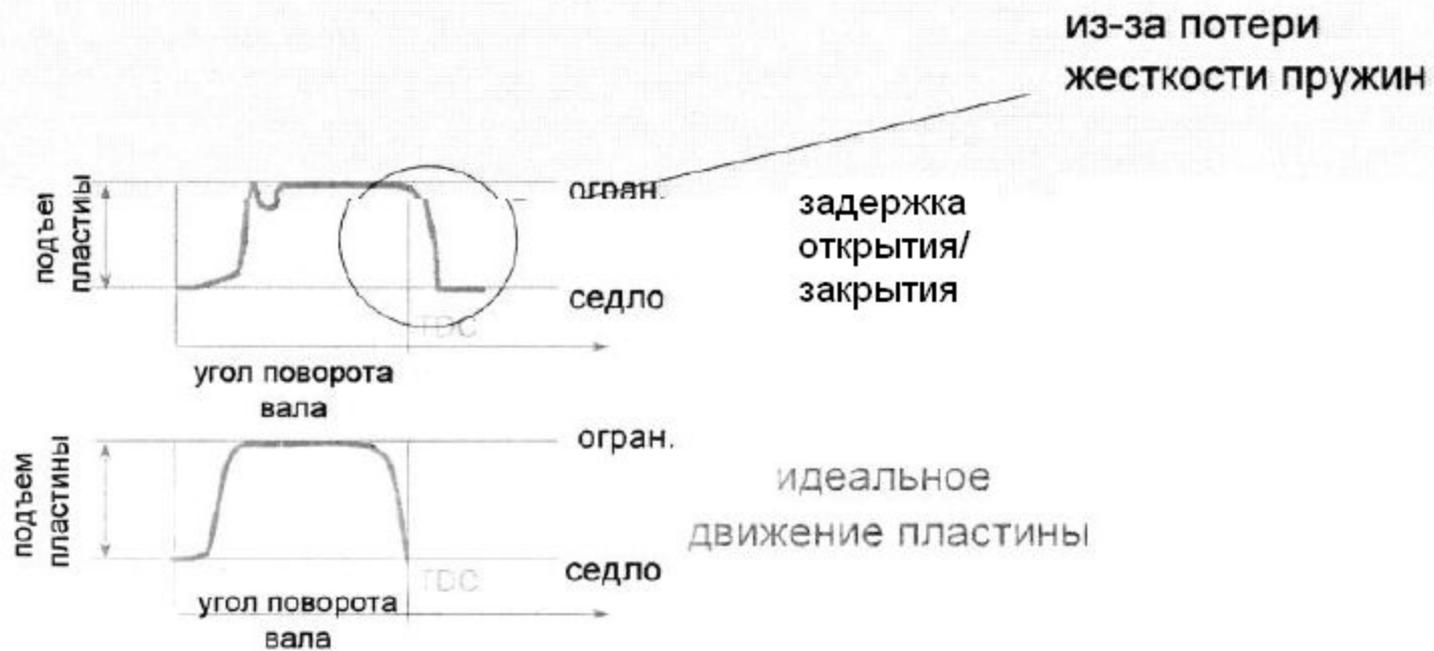 из-за потери
жесткости пружин
подъем
пластины
огран.
задержка
открытия/
закрытия
седло
TDC
угол поворота
вала
подъем
пластины
огран.
идеальное
движение пластины
седло
TDC
угол поворота
вала